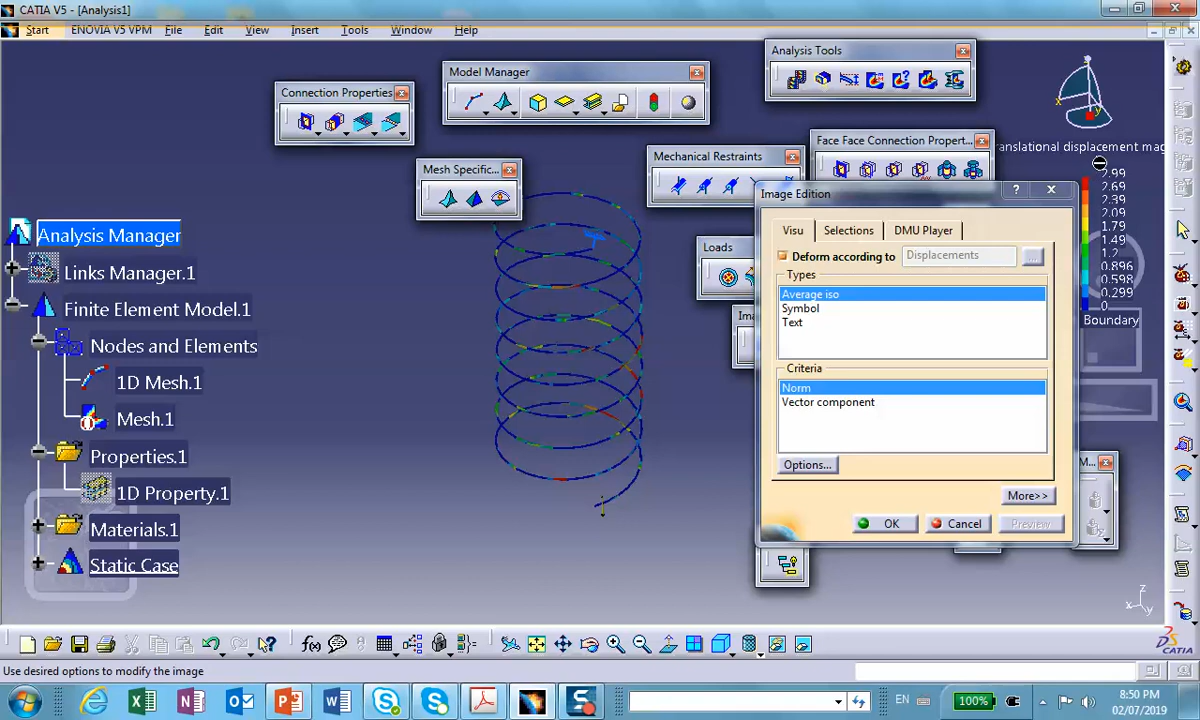 CATIA V5 - [Analysis1]
Start ENOVIA V5 VPM File Edit View Insert Tools Window Help
Analysis Tools
Model Manager
Connection Properties
Face Face Connection Propert...
Mechanical Restraints
Mesh Specific...
Translational displacement mag
2.99
2.69
2.39
2.09
1.79
1.49
1.2
0.896
0.598
0.299
0
Boundary
Loads
Ima
Image Edition
Visu Selections DMU Player
Deform according to Displacements ...
Types
Average iso
Symbol
Text
Criteria
Norm
Vector component
Options...
More>>
OK Cancel Preview
M...
Analysis Manager
Links Manager.1
Finite Element Model.1
Nodes and Elements
1D Mesh.1
Mesh.1
Properties.1
1D Property.1
Materials.1
Static Case
z
x y
f(x)
CATIA
Use desired options to modify the image
EN 100% 8:50 PM
02/07/2019